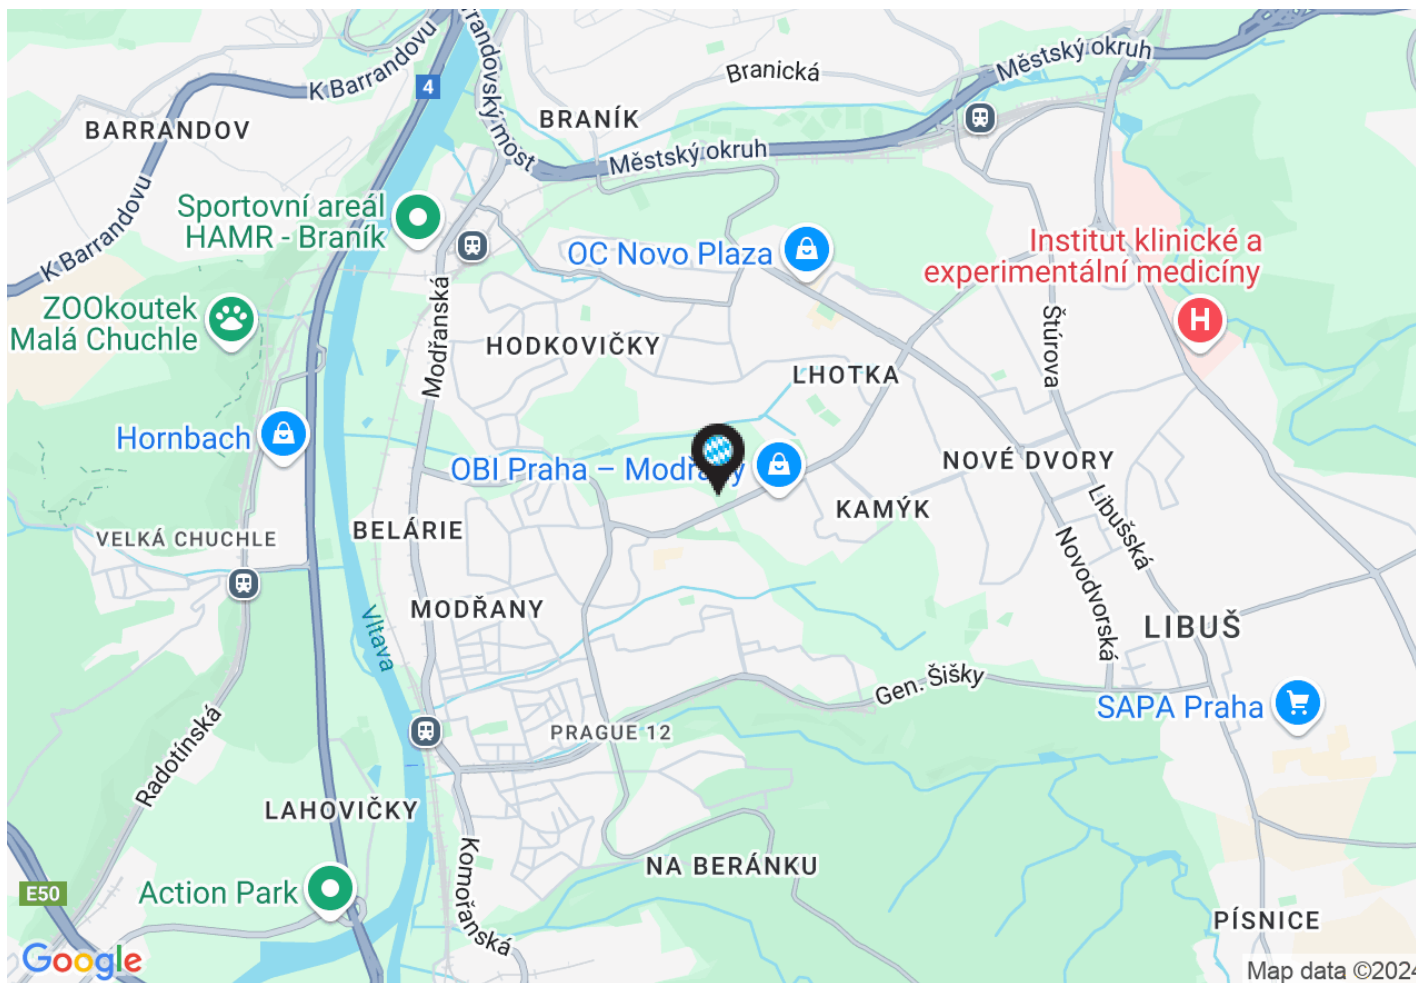 Branická
Městský okruh
K Barrandovu
4
randovský most
BRANÍK
BARRANDOV
Městský okruh
K Barrandovu
Sportovní areál
HAMR - Braník
OC Novo Plaza
Institut klinické a
experimentální medicíny
H
ZOOkoutek
Malá Chuchle
Modřanská
HODKOVIČKY
Štúrova
LHOTKA
Hornbach
OBI Praha – Modřany
NOVÉ DVORY
KAMÝK
Libušská
BELÁRIE
VELKÁ CHUCHLE
Novodvorská
MODŘANY
Vltava
LIBUŠ
Gen. Šišky
SAPA Praha
PRAGUE 12
Radotínská
LAHOVIČKY
NA BERÁNKU
Komořanská
E50
Action Park
PÍSNICE
Google
Map data ©2024